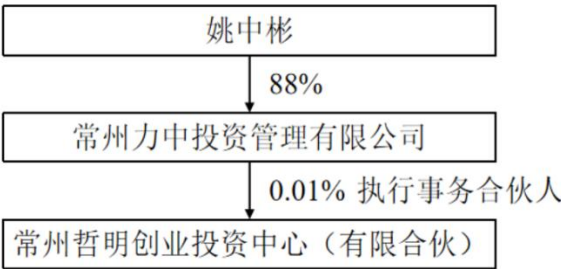 姚中彬
88%
常州力中投资管理有限公司
0.01% 执行事务合伙人
常州哲明创业投资中心（有限合伙）